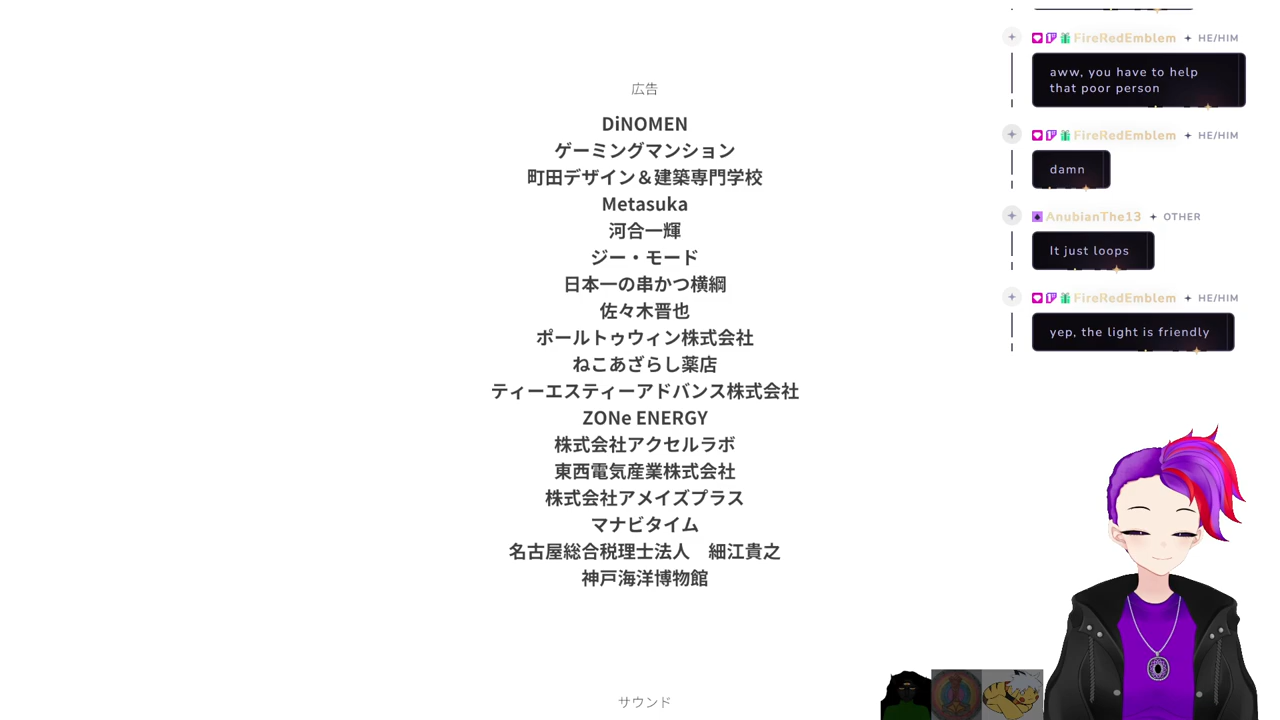 広告
DiNOMEN
ゲーミングマンション
町田デザイン＆建築専門学校
Metasuka
河合一輝
ジー・モード
日本一の串かつ横綱
佐々木晋也
ポールトゥウィン株式会社
ねこあざらし薬店
ティーエスティーアドバンス株式会社
ZONe ENERGY
株式会社アクセルラボ
東西電気産業株式会社
株式会社アメイズプラス
マナビタイム
名古屋総合税理士法人　細江貴之
神戸海洋博物館
サウンド
FireRedEmblem HE/HIM
aww, you have to help
that poor person
FireRedEmblem HE/HIM
damn
AnubianThe13 OTHER
It just loops
FireRedEmblem HE/HIM
yep, the light is friendly